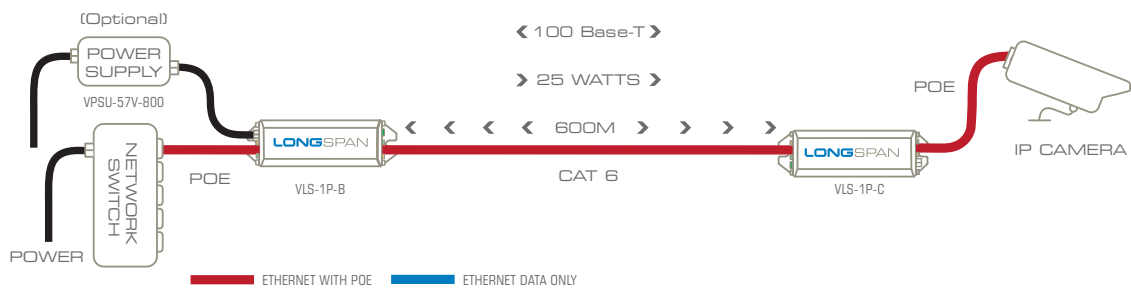 (Optional)
POWER
SUPPLY
VPSU-57V-800
NETWORK
SWITCH
POWER
POE
LONGSPAN
VLS-1P-B
100 Base-T
25 WATTS
600M
CAT 6
LONGSPAN
VLS-1P-C
POE
IP CAMERA
ETHERNET WITH POE
ETHERNET DATA ONLY